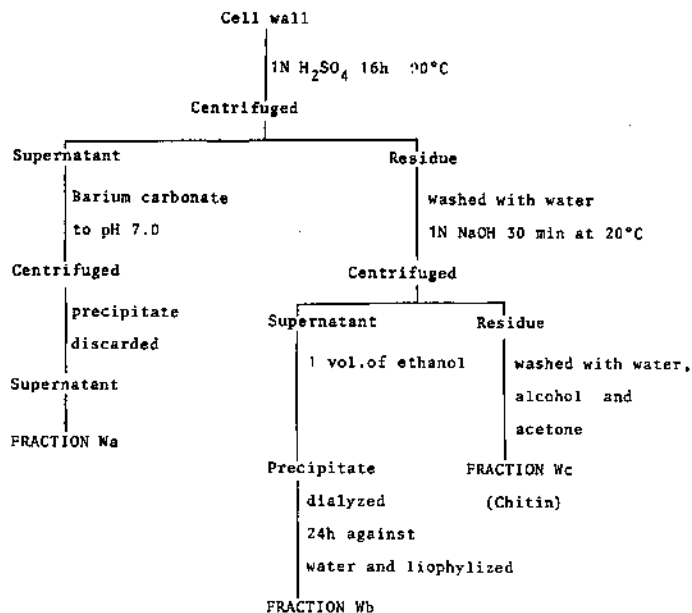 Cell wall
1N H₂SO₄ 16h 90°C
Centrifuged
Supernatant
Barium carbonate
to pH 7.0
Centrifuged
precipitate
discarded
Supernatant
FRACTION Wa
Residue
washed with water
1N NaOH 30 min at 20°C
Centrifuged
Supernatant
1 vol.of ethanol
Precipitate
dialyzed
24h against
water and liophylized
FRACTION Wb
Residue
washed with water,
alcohol and
acetone
FRACTION Wc
(Chitin)